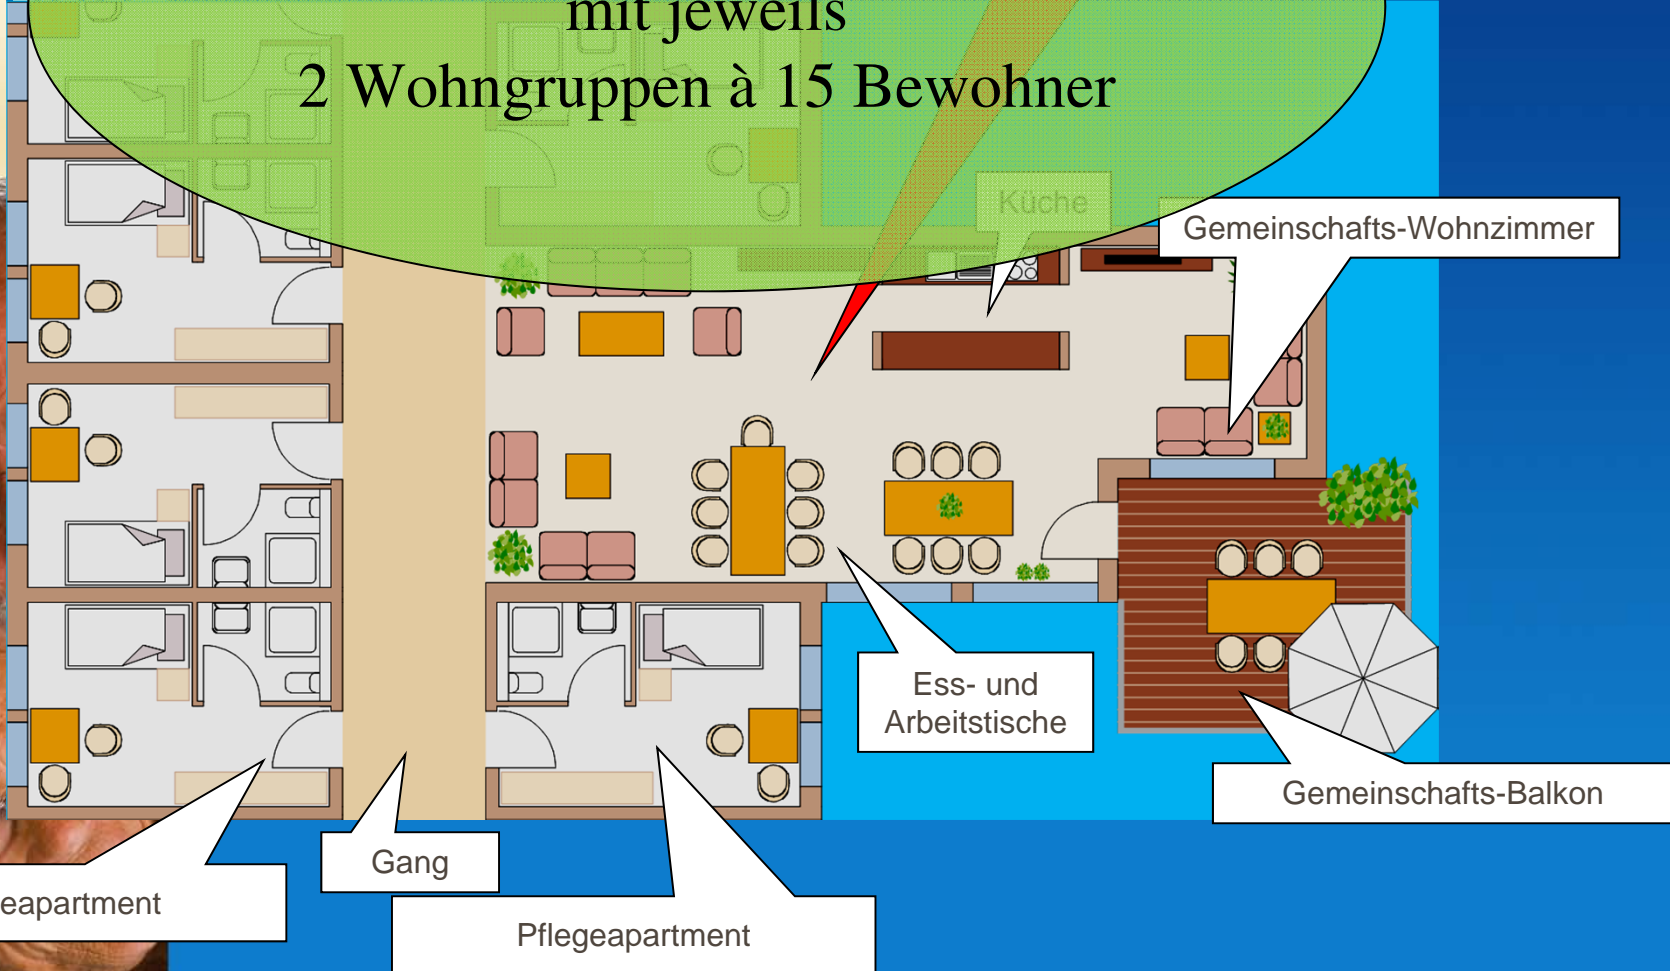 mit jeweils
2 Wohngruppen à 15 Bewohner
Küche
Gemeinschafts-Wohnzimmer
Ess- und
Arbeitstische
Gemeinschafts-Balkon
Gang
eapartment
Pflegeapartment